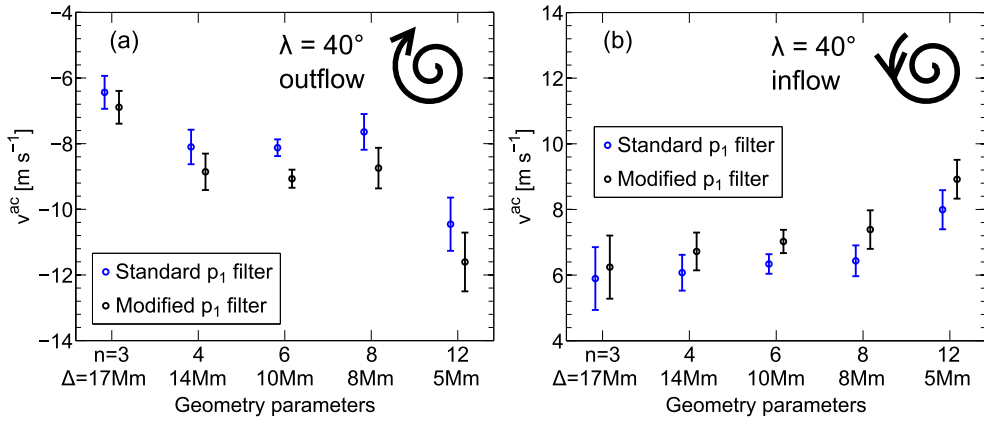 (a)
λ = 40°
outflow
v^ac [m s⁻¹]
−4
−6
−8
−10
−12
−14
Standard p₁ filter
Modified p₁ filter
n=3 4 6 8 12
Δ=17Mm 14Mm 10Mm 8Mm 5Mm
Geometry parameters
(b)
λ = 40°
inflow
v^ac [m s⁻¹]
14
12
10
8
6
4
Standard p₁ filter
Modified p₁ filter
n=3 4 6 8 12
Δ=17Mm 14Mm 10Mm 8Mm 5Mm
Geometry parameters